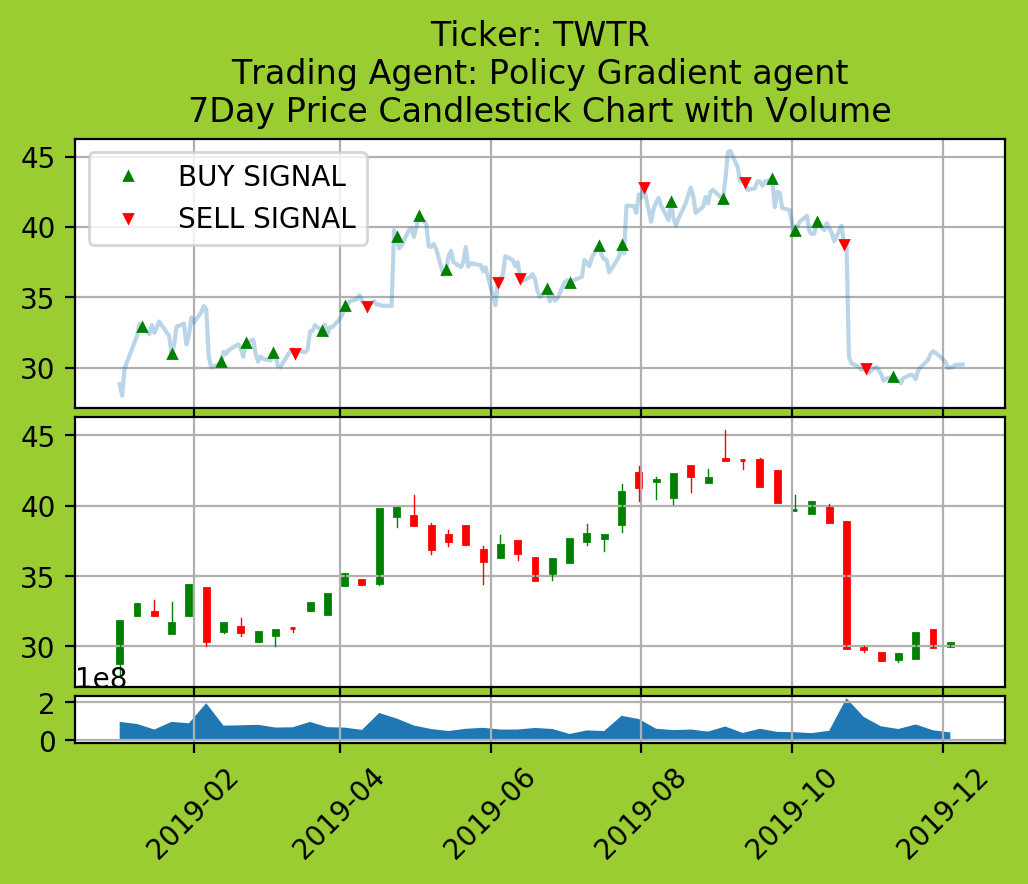 Ticker: TWTR
Trading Agent: Policy Gradient agent
7Day Price Candlestick Chart with Volume
45
40
35
30
BUY SIGNAL
SELL SIGNAL
45
40
35
30
1e8
2
0
2019-02
2019-04
2019-06
2019-08
2019-10
2019-12